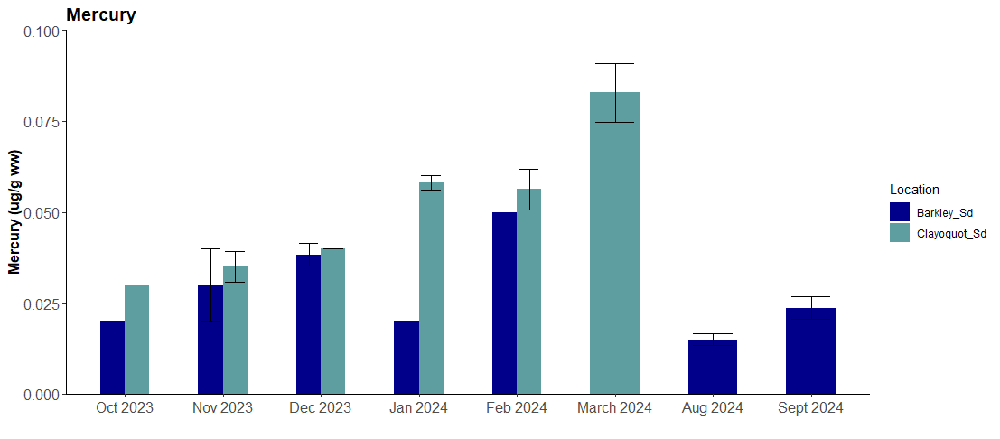 Mercury
0.100
0.075
0.050
0.025
0.000
Mercury (ug/g ww)
Oct 2023 Nov 2023 Dec 2023 Jan 2024 Feb 2024 March 2024 Aug 2024 Sept 2024
Location
Barkley_Sd
Clayoquot_Sd